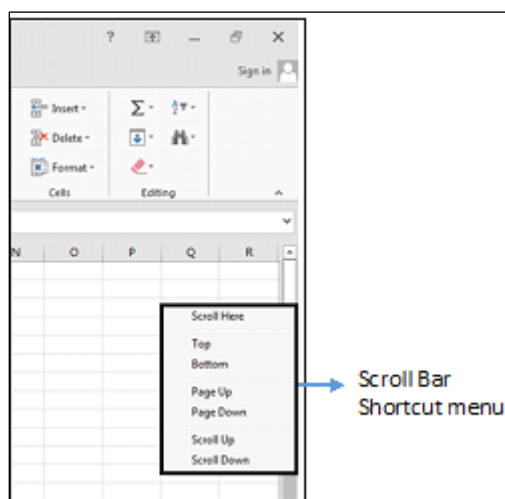 ?
Sign in
Insert
Σ
Delete
Format
Cells
Editing
N O P Q R
Scroll Here
Top
Bottom
Page Up
Page Down
Scroll Up
Scroll Down
Scroll Bar
Shortcut menu